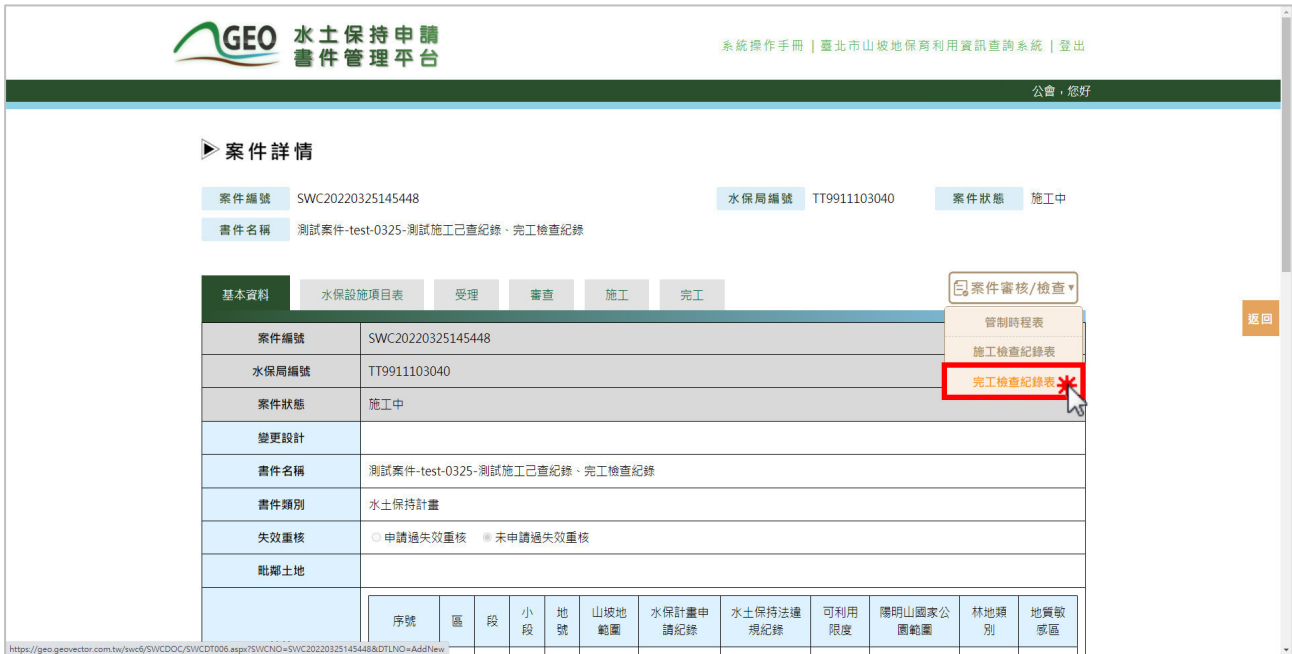 GEO 水土保持申請
書件管理平台
系統操作手冊 | 臺北市山坡地保育利用資訊查詢系統 | 登出
公會，您好
案件詳情
案件編號 SWC20220325145448 水保局編號 TT9911103040 案件狀態 施工中
書件名稱 測試案件-test-0325-測試施工己查紀錄、完工檢查紀錄
基本資料 水保設施項目表 受理 審查 施工 完工 案件審核/檢查▼
管制時程表
施工檢查紀錄表
完工檢查紀錄表
返回
案件編號 SWC20220325145448
水保局編號 TT9911103040
案件狀態 施工中
變更設計
書件名稱 測試案件-test-0325-測試施工己查紀錄、完工檢查紀錄
書件類別 水土保持計畫
失效重核 申請過失效重核 未申請過失效重核
毗鄰土地
序號 區 段 小段 地號 山坡地範圍 水保計畫申請紀錄 水土保持法違規紀錄 可利用限度 陽明山國家公園範圍 林地類別 地質敏感區
https://geo.geovector.com.tw/swc6/SWCDOC/SWCDT006.aspx?SWCNO=SWC20220325145448&DTLNO=AddNew